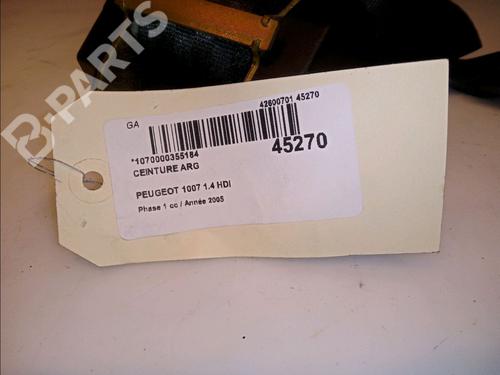 B-PARTS
GA
42600701 45270
*1070000355184
45270
CEINTURE ARG
PEUGEOT 1007 1.4 HDI
Phase 1 cc / Année 2005